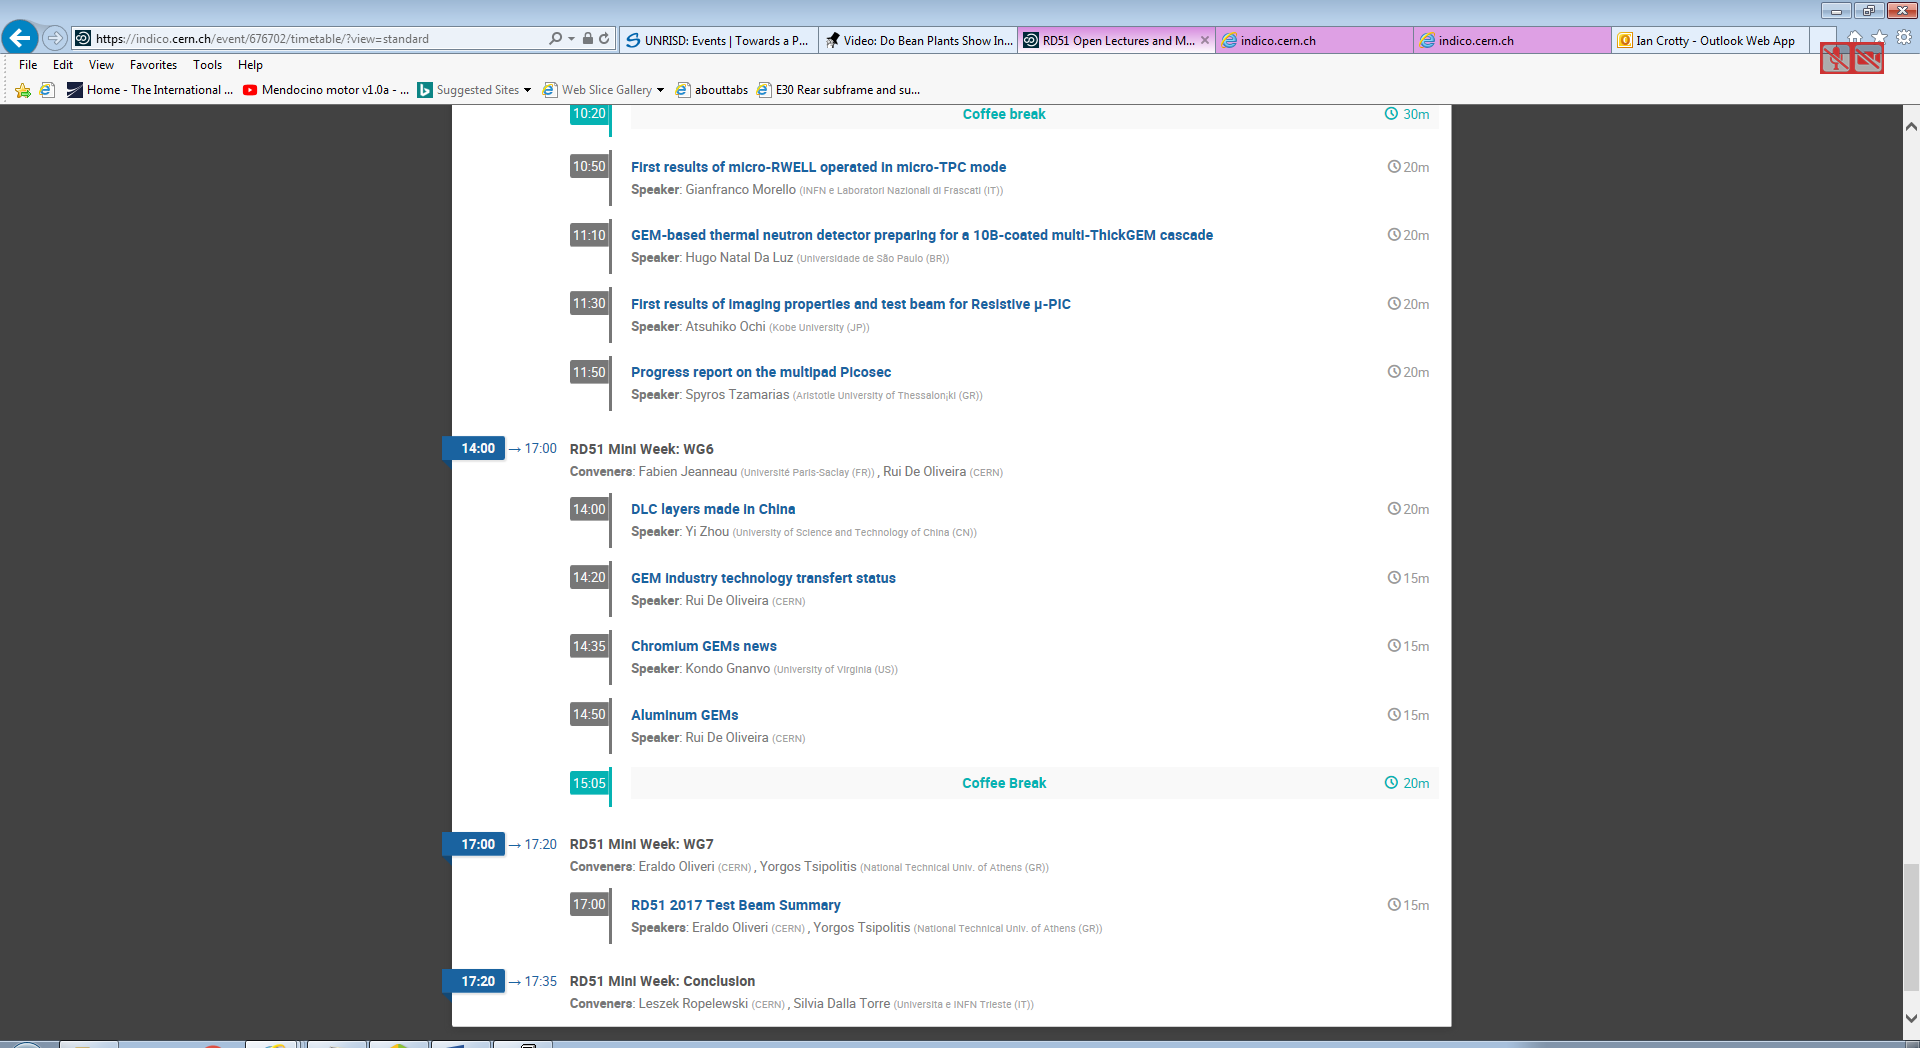 https://indico.cern.ch/event/676702/timetable/?view=standard
UNRISD: Events | Towards a P...
Video: Do Bean Plants Show In...
RD51 Open Lectures and M...
indico.cern.ch
indico.cern.ch
Ian Crotty - Outlook Web App
File Edit View Favorites Tools Help
Home - The International ...
Mendocino motor v1.0a - ...
Suggested Sites
Web Slice Gallery
abouttabs
E30 Rear subframe and su...
10:20 Coffee break 30m
10:50 First results of micro-RWELL operated in micro-TPC mode 20m
Speaker: Gianfranco Morello (INFN e Laboratori Nazionali di Frascati (IT))
11:10 GEM-based thermal neutron detector preparing for a 10B-coated multi-ThickGEM cascade 20m
Speaker: Hugo Natal Da Luz (Universidade de São Paulo (BR))
11:30 First results of imaging properties and test beam for Resistive μ-PIC 20m
Speaker: Atsuhiko Ochi (Kobe University (JP))
11:50 Progress report on the multipad Picosec 20m
Speaker: Spyros Tzamarias (Aristotle University of Thessalon¡ki (GR))
14:00 → 17:00 RD51 Mini Week: WG6
Conveners: Fabien Jeanneau (Université Paris-Saclay (FR)) , Rui De Oliveira (CERN)
14:00 DLC layers made in China 20m
Speaker: Yi Zhou (University of Science and Technology of China (CN))
14:20 GEM industry technology transfert status 15m
Speaker: Rui De Oliveira (CERN)
14:35 Chromium GEMs news 15m
Speaker: Kondo Gnanvo (University of Virginia (US))
14:50 Aluminum GEMs 15m
Speaker: Rui De Oliveira (CERN)
15:05 Coffee Break 20m
17:00 → 17:20 RD51 Mini Week: WG7
Conveners: Eraldo Oliveri (CERN) , Yorgos Tsipolitis (National Technical Univ. of Athens (GR))
17:00 RD51 2017 Test Beam Summary 15m
Speakers: Eraldo Oliveri (CERN) , Yorgos Tsipolitis (National Technical Univ. of Athens (GR))
17:20 → 17:35 RD51 Mini Week: Conclusion
Conveners: Leszek Ropelewski (CERN) , Silvia Dalla Torre (Universita e INFN Trieste (IT))